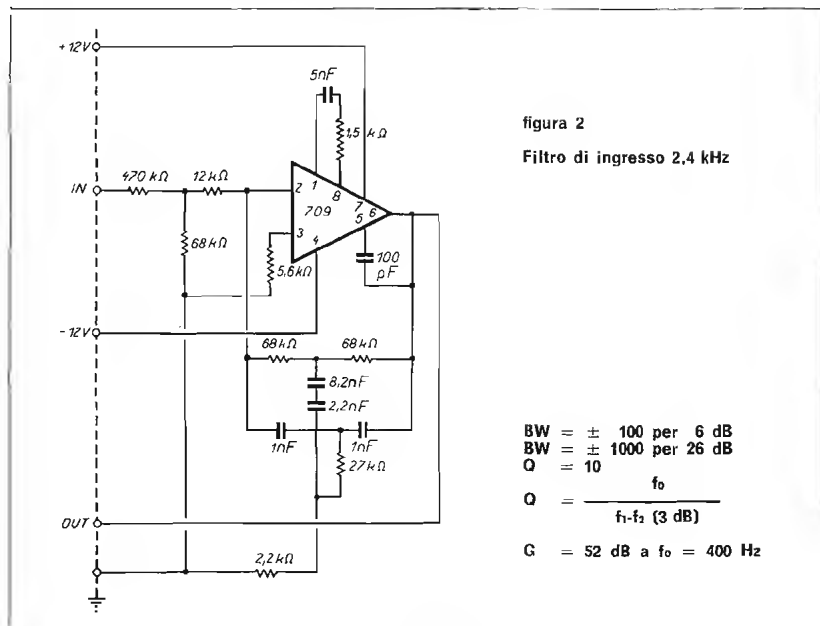 +12V
5nF
1,5 kΩ
figura 2
Filtro di ingresso 2,4 kHz
470 kΩ
12 kΩ
IN
2
1
8
7
6
709
3
4
5
68 kΩ
5,6 kΩ
100
pF
-12V
68 kΩ
68 kΩ
8,2nF
2,2nF
1nF
1nF
27 kΩ
OUT
2,2 kΩ
BW = ± 100 per 6 dB
BW = ± 1000 per 26 dB
Q = 10
Q = f₀
f₁-f₂ (3 dB)
G = 52 dB a f₀ = 400 Hz